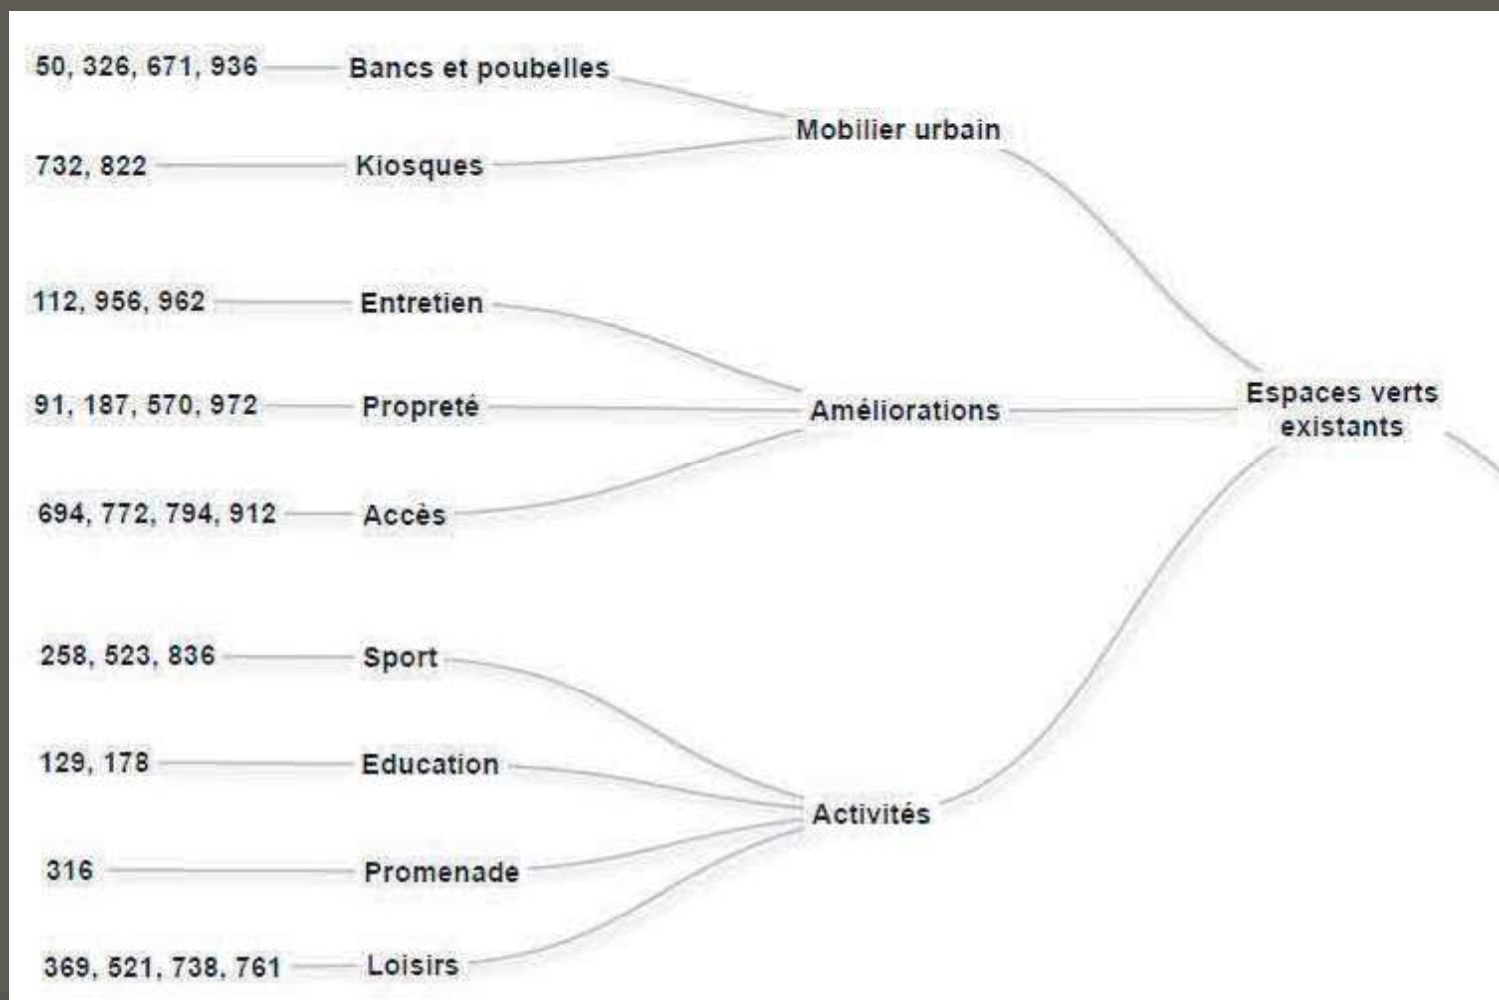 50, 326, 671, 936
Bancs et poubelles
Mobilier urbain
732, 822
Kiosques
112, 956, 962
Entretien
91, 187, 570, 972
Propreté
Améliorations
Espaces verts
existants
694, 772, 794, 912
Accès
258, 523, 836
Sport
129, 178
Education
Activités
316
Promenade
369, 521, 738, 761
Loisirs